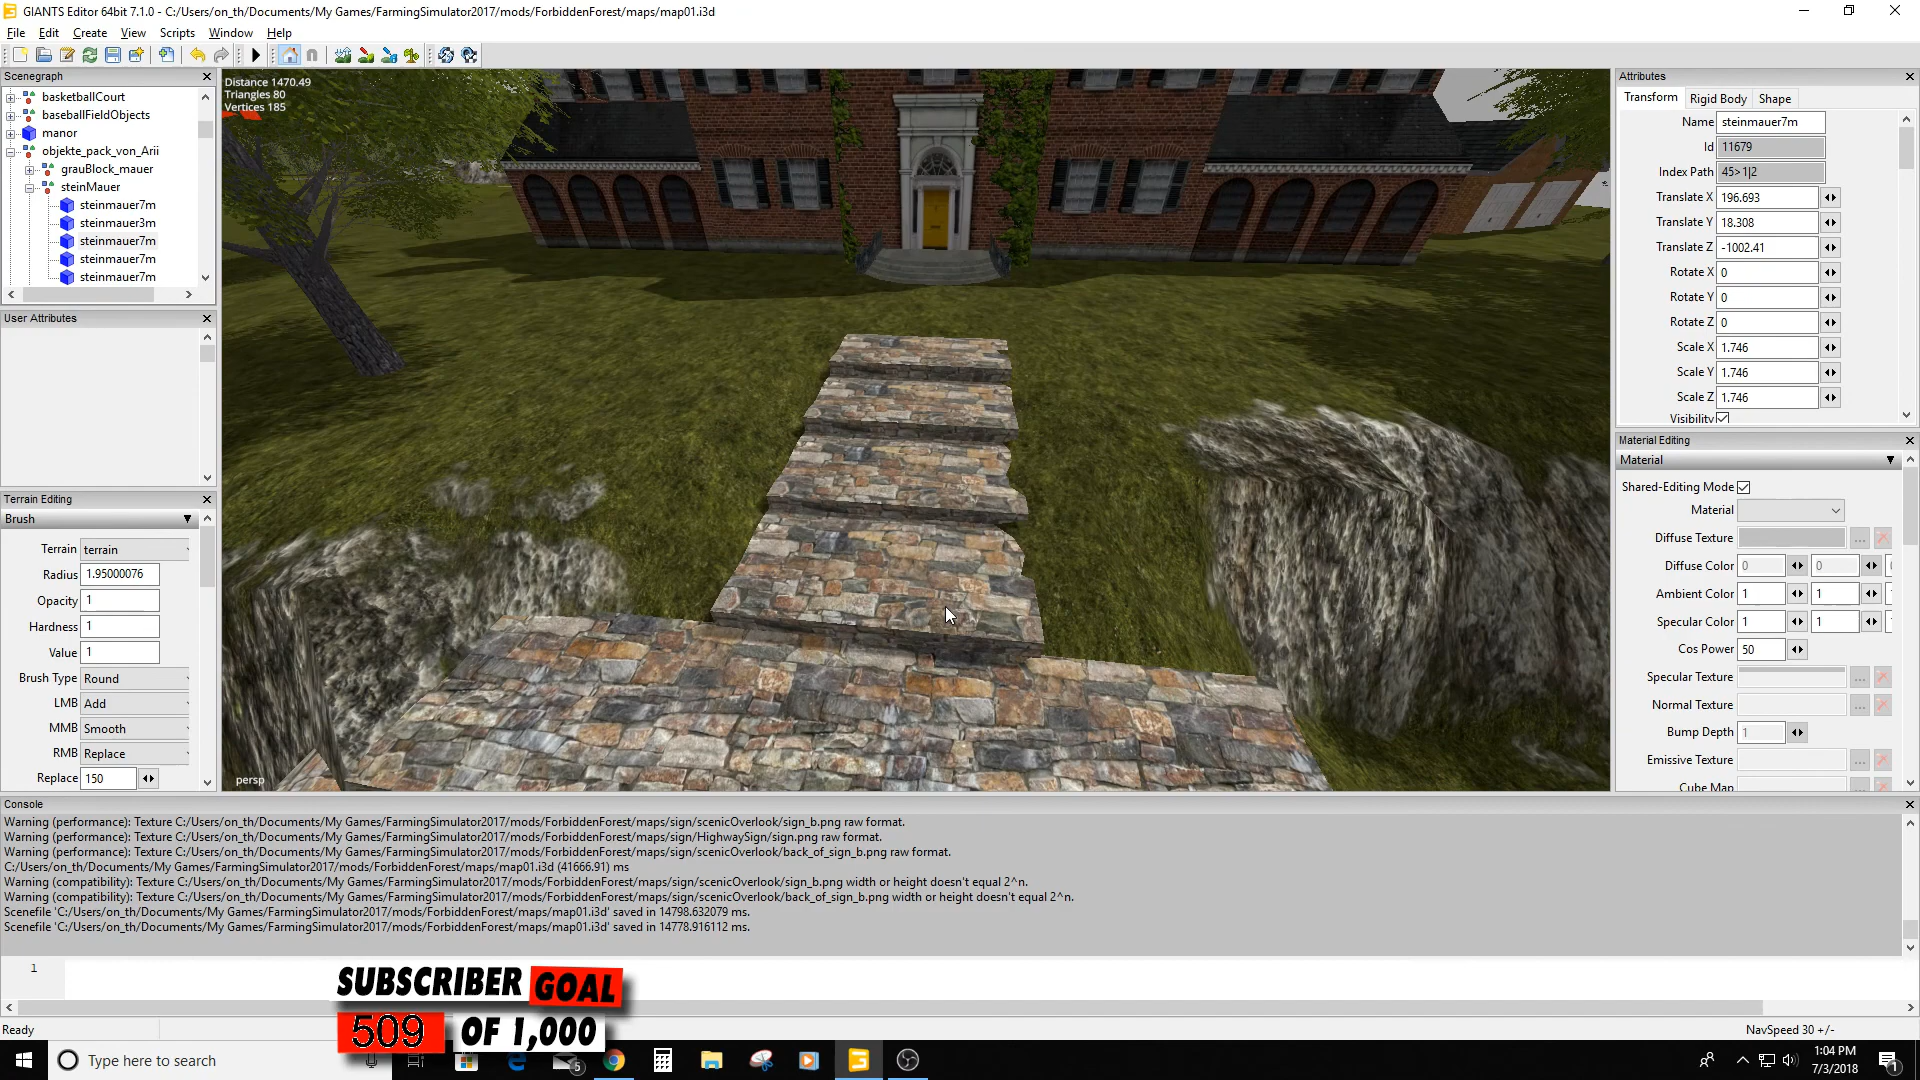 GIANTS Editor 64bit 7.1.0 - C:/Users/on_th/Documents/My Games/FarmingSimulator2017/mods/ForbiddenForest/maps/map01.i3d
File Edit Create View Scripts Window Help
Scenegraph
basketballCourt
baseballFieldObjects
manor
objekte_pack_von_Arii
grauBlock_mauer
steinMauer
steinmauer7m
steinmauer3m
steinmauer7m
steinmauer7m
steinmauer7m
User Attributes
Terrain Editing
Brush
Terrain terrain
Radius 1.95000076
Opacity 1
Hardness 1
Value 1
Brush Type Round
LMB Add
MMB Smooth
RMB Replace
Replace 150
Distance 1470.49
Triangles 80
Vertices 185
persp
Attributes
Transform Rigid Body Shape
Name steinmauer7m
Id 11679
Index Path 45>1|2
Translate X 196.693
Translate Y 18.308
Translate Z -1002.41
Rotate X 0
Rotate Y 0
Rotate Z 0
Scale X 1.746
Scale Y 1.746
Scale Z 1.746
Visibility
Material Editing
Material
Shared-Editing Mode
Material
Diffuse Texture ...
Diffuse Color 0 0
Ambient Color 1 1
Specular Color 1 1
Cos Power 50
Specular Texture ...
Normal Texture ...
Bump Depth 1
Emissive Texture ...
Cube Map
Console
Warning (performance): Texture C:/Users/on_th/Documents/My Games/FarmingSimulator2017/mods/ForbiddenForest/maps/sign/scenicOverlook/sign_b.png raw format.
Warning (performance): Texture C:/Users/on_th/Documents/My Games/FarmingSimulator2017/mods/ForbiddenForest/maps/sign/HighwaySign/sign.png raw format.
Warning (performance): Texture C:/Users/on_th/Documents/My Games/FarmingSimulator2017/mods/ForbiddenForest/maps/sign/scenicOverlook/back_of_sign_b.png raw format.
C:/Users/on_th/Documents/My Games/FarmingSimulator2017/mods/ForbiddenForest/maps/map01.i3d (41666.91) ms
Warning (compatibility): Texture C:/Users/on_th/Documents/My Games/FarmingSimulator2017/mods/ForbiddenForest/maps/sign/scenicOverlook/sign_b.png width or height doesn't equal 2^n.
Warning (compatibility): Texture C:/Users/on_th/Documents/My Games/FarmingSimulator2017/mods/ForbiddenForest/maps/sign/scenicOverlook/back_of_sign_b.png width or height doesn't equal 2^n.
Scenefile 'C:/Users/on_th/Documents/My Games/FarmingSimulator2017/mods/ForbiddenForest/maps/map01.i3d' saved in 14798.632079 ms.
Scenefile 'C:/Users/on_th/Documents/My Games/FarmingSimulator2017/mods/ForbiddenForest/maps/map01.i3d' saved in 14778.916112 ms.
1
SUBSCRIBER GOAL
509 OF 1,000
Ready
NavSpeed 30 +/-
Type here to search
5
1:04 PM
7/3/2018
1